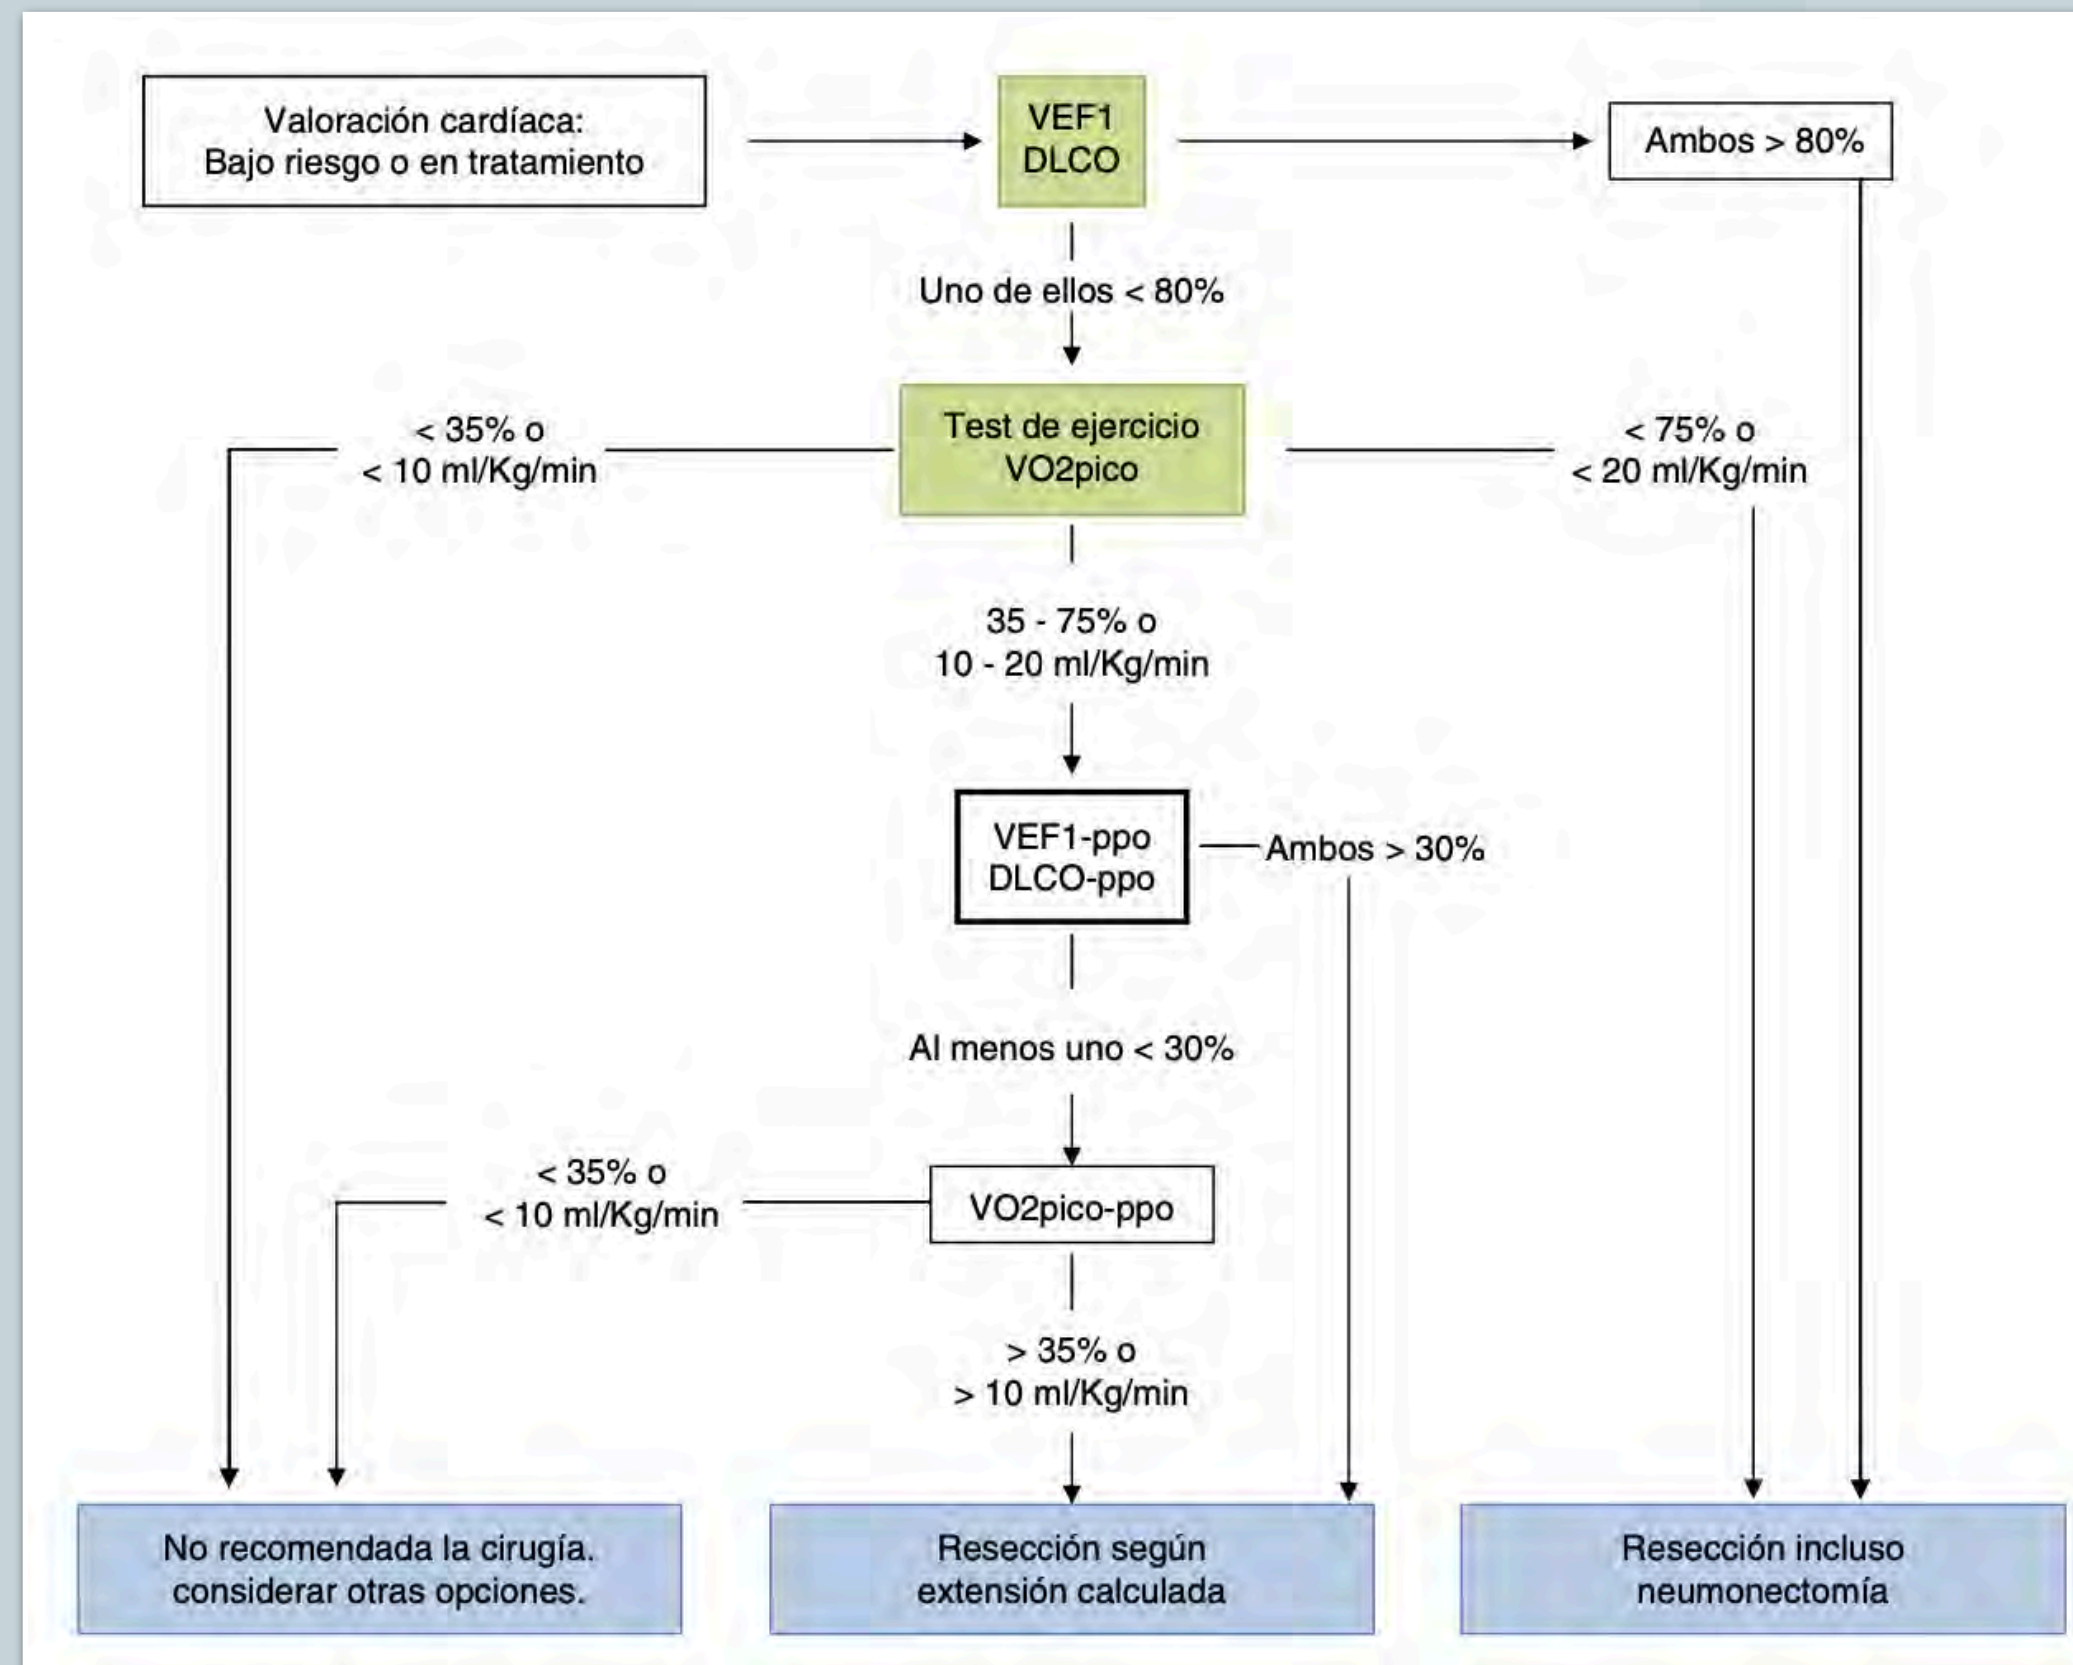 Valoración cardíaca:
Bajo riesgo o en tratamiento
VEF1
DLCO
Ambos > 80%
Uno de ellos < 80%
< 35% o
< 10 ml/Kg/min
Test de ejercicio
VO2pico
< 75% o
< 20 ml/Kg/min
35 - 75% o
10 - 20 ml/Kg/min
VEF1-ppo
DLCO-ppo
Ambos > 30%
Al menos uno < 30%
< 35% o
< 10 ml/Kg/min
VO2pico-ppo
> 35% o
> 10 ml/Kg/min
No recomendada la cirugía.
considerar otras opciones.
Resección según
extensión calculada
Resección incluso
neumonectomía